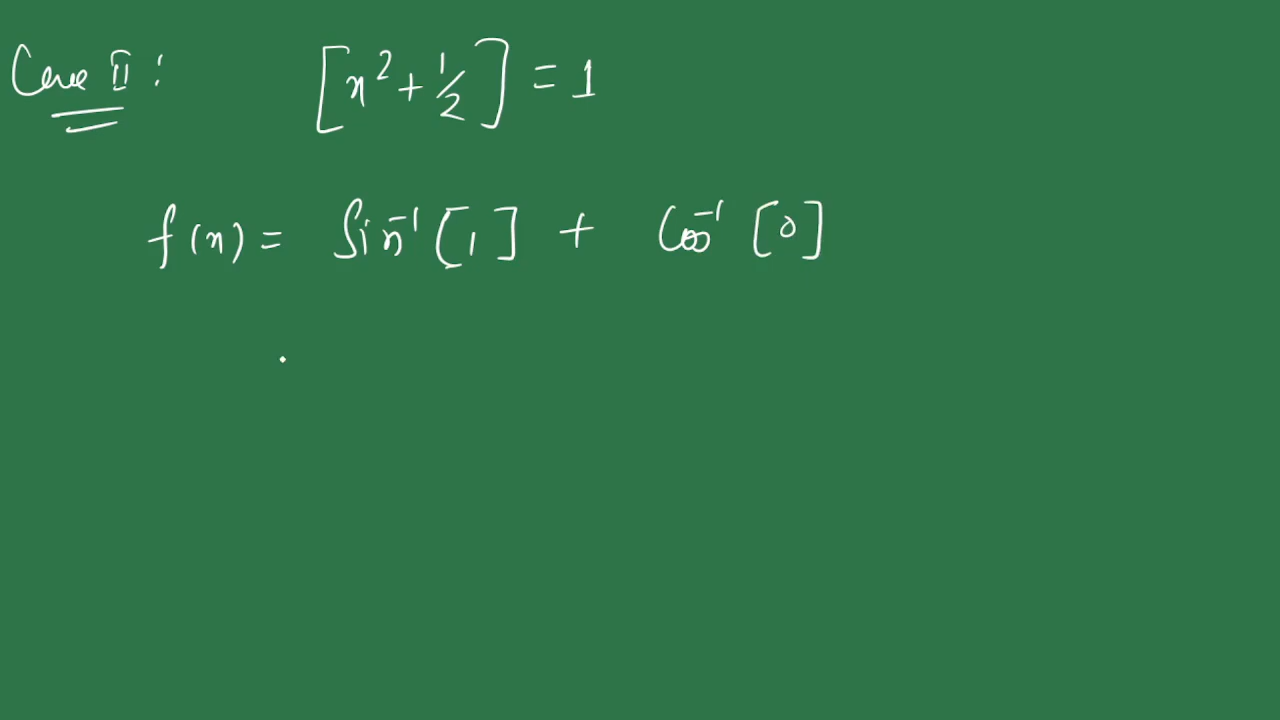 Case II : [x² + 1/2] = 1
f(x) = Sin⁻¹ [1] + Cos⁻¹ [0]